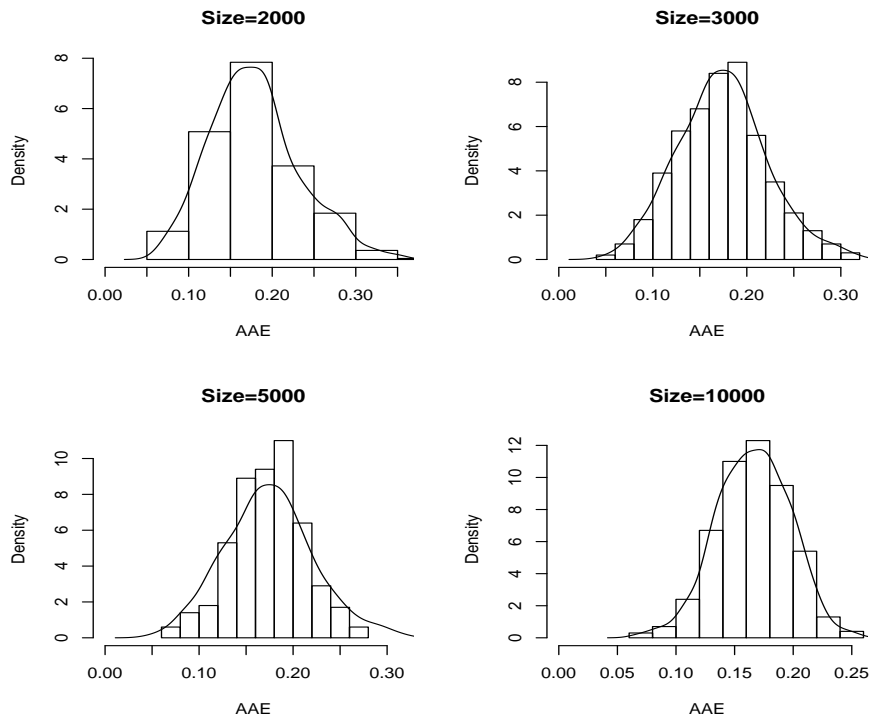 Size=2000
Density
0 2 4 6 8
0.00 0.10 0.20 0.30
AAE
Size=3000
Density
0 2 4 6 8
0.00 0.10 0.20 0.30
AAE
Size=5000
Density
0 2 4 6 8 10
0.00 0.10 0.20 0.30
AAE
Size=10000
Density
0 2 4 6 8 10 12
0.00 0.05 0.10 0.15 0.20 0.25
AAE